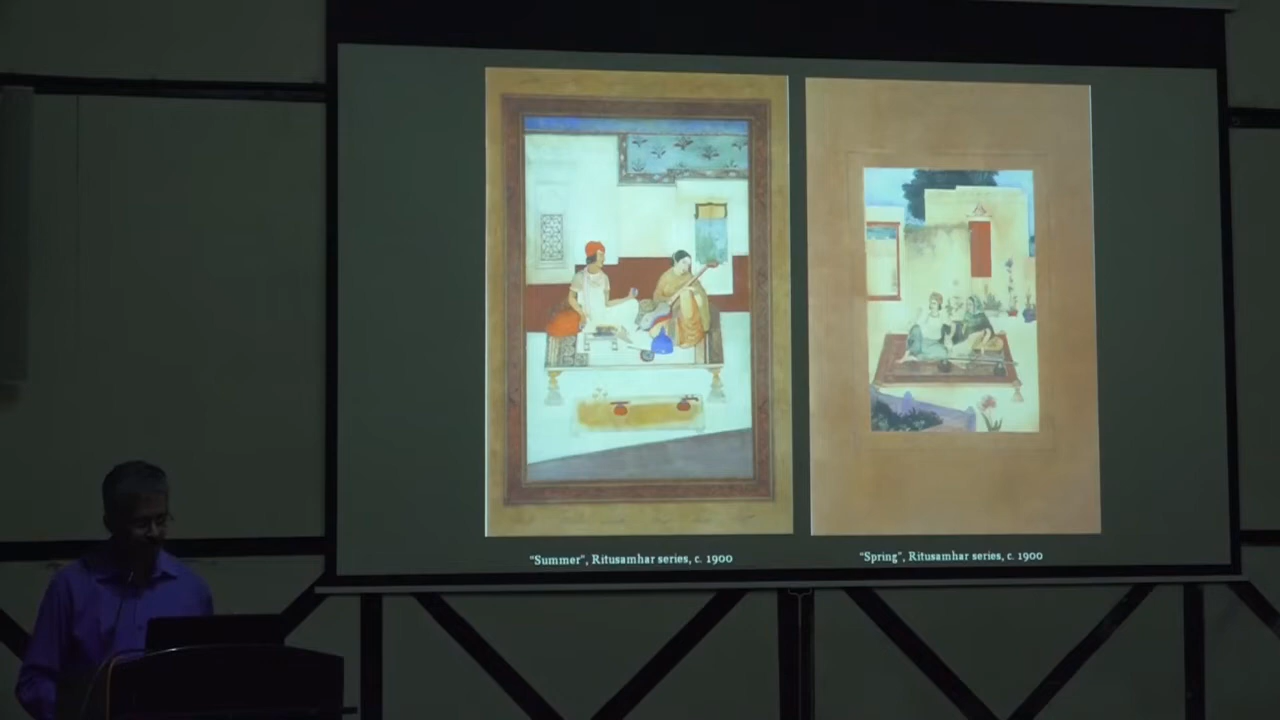 "Summer", Ritusamhar series, c. 1900
"Spring", Ritusamhar series, c. 1900